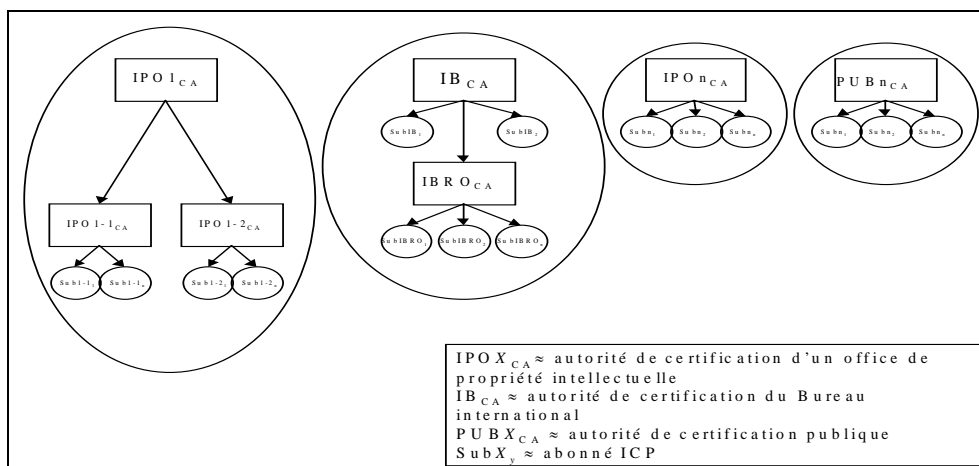 IPO1CA
IBCA
IPOnCA
PUBnCA
SubIB1
SubIB2
Subn1
Subn2
Subnn
Subn1
Subn2
Subnn
IBROCA
IPO1-1CA
IPO1-2CA
SubIBRO1
SubIBRO2
SubIBROn
Sub1-11
Sub1-1n
Sub1-21
Sub1-2n
IPOXCA ≈ autorité de certification d'un office de
propriété intellectuelle
IBCA ≈ autorité de certification du Bureau
international
PUBXCA ≈ autorité de certification publique
SubXy ≈ abonné ICP